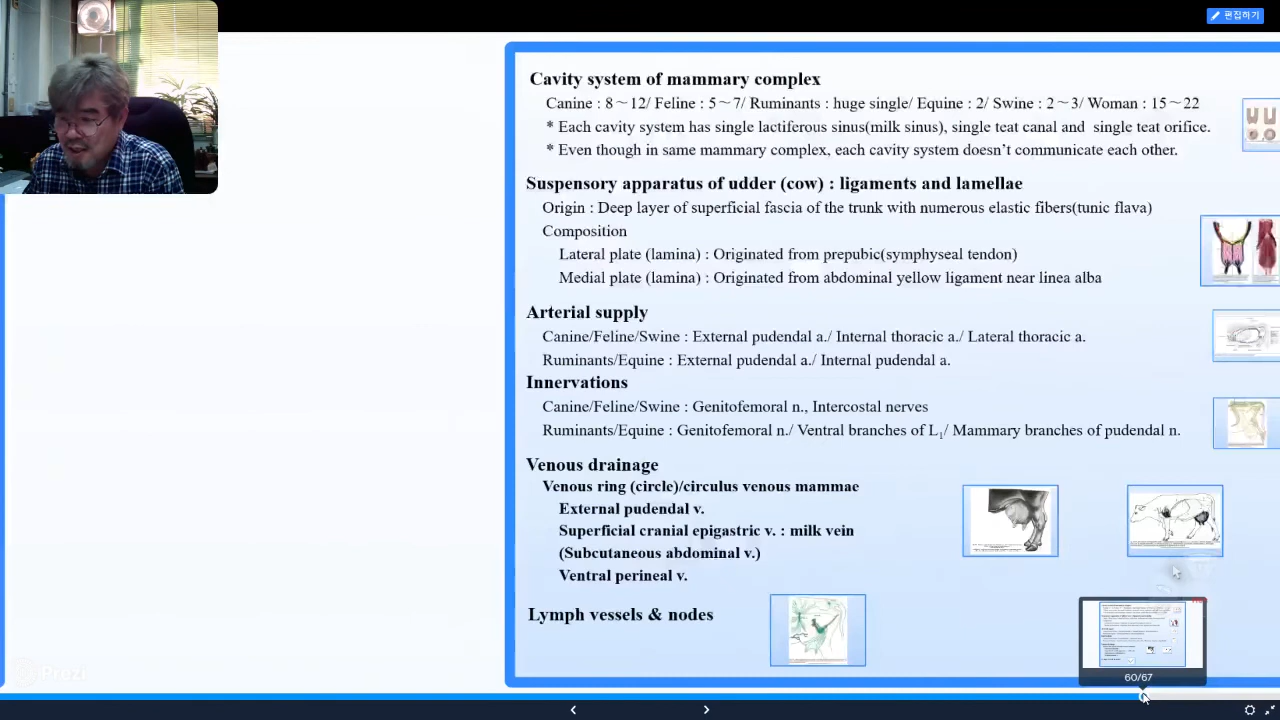 편집하기
Cavity system of mammary complex
Canine : 8～12/ Feline : 5～7/ Ruminants : huge single/ Equine : 2/ Swine : 2～3/ Woman : 15～22
* Each cavity system has single lactiferous sinus(milk sinus), single teat canal and single teat orifice.
* Even though in same mammary complex, each cavity system doesn't communicate each other.
Suspensory apparatus of udder (cow) : ligaments and lamellae
Origin : Deep layer of superficial fascia of the trunk with numerous elastic fibers(tunic flava)
Composition
Lateral plate (lamina) : Originated from prepubic(symphyseal tendon)
Medial plate (lamina) : Originated from abdominal yellow ligament near linea alba
Arterial supply
Canine/Feline/Swine : External pudendal a./ Internal thoracic a./ Lateral thoracic a.
Ruminants/Equine : External pudendal a./ Internal pudendal a.
Innervations
Canine/Feline/Swine : Genitofemoral n., Intercostal nerves
Ruminants/Equine : Genitofemoral n./ Ventral branches of L₁/ Mammary branches of pudendal n.
Venous drainage
Venous ring (circle)/circulus venous mammae
External pudendal v.
Superficial cranial epigastric v. : milk vein
(Subcutaneous abdominal v.)
Ventral perineal v.
Lymph vessels & nodes
Prezi
60/67